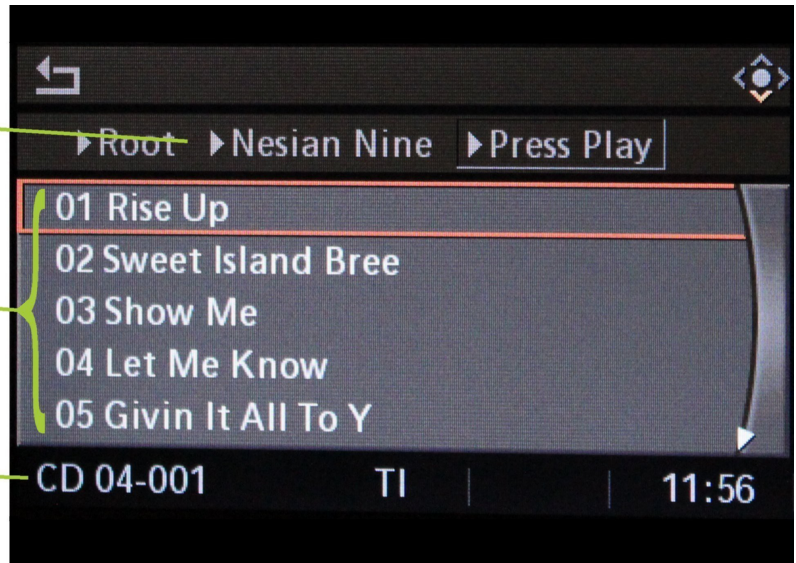 Root Nesian Nine Press Play
01 Rise Up
02 Sweet Island Bree
03 Show Me
04 Let Me Know
05 Givin It All To Y
CD 04-001 TI 11:56